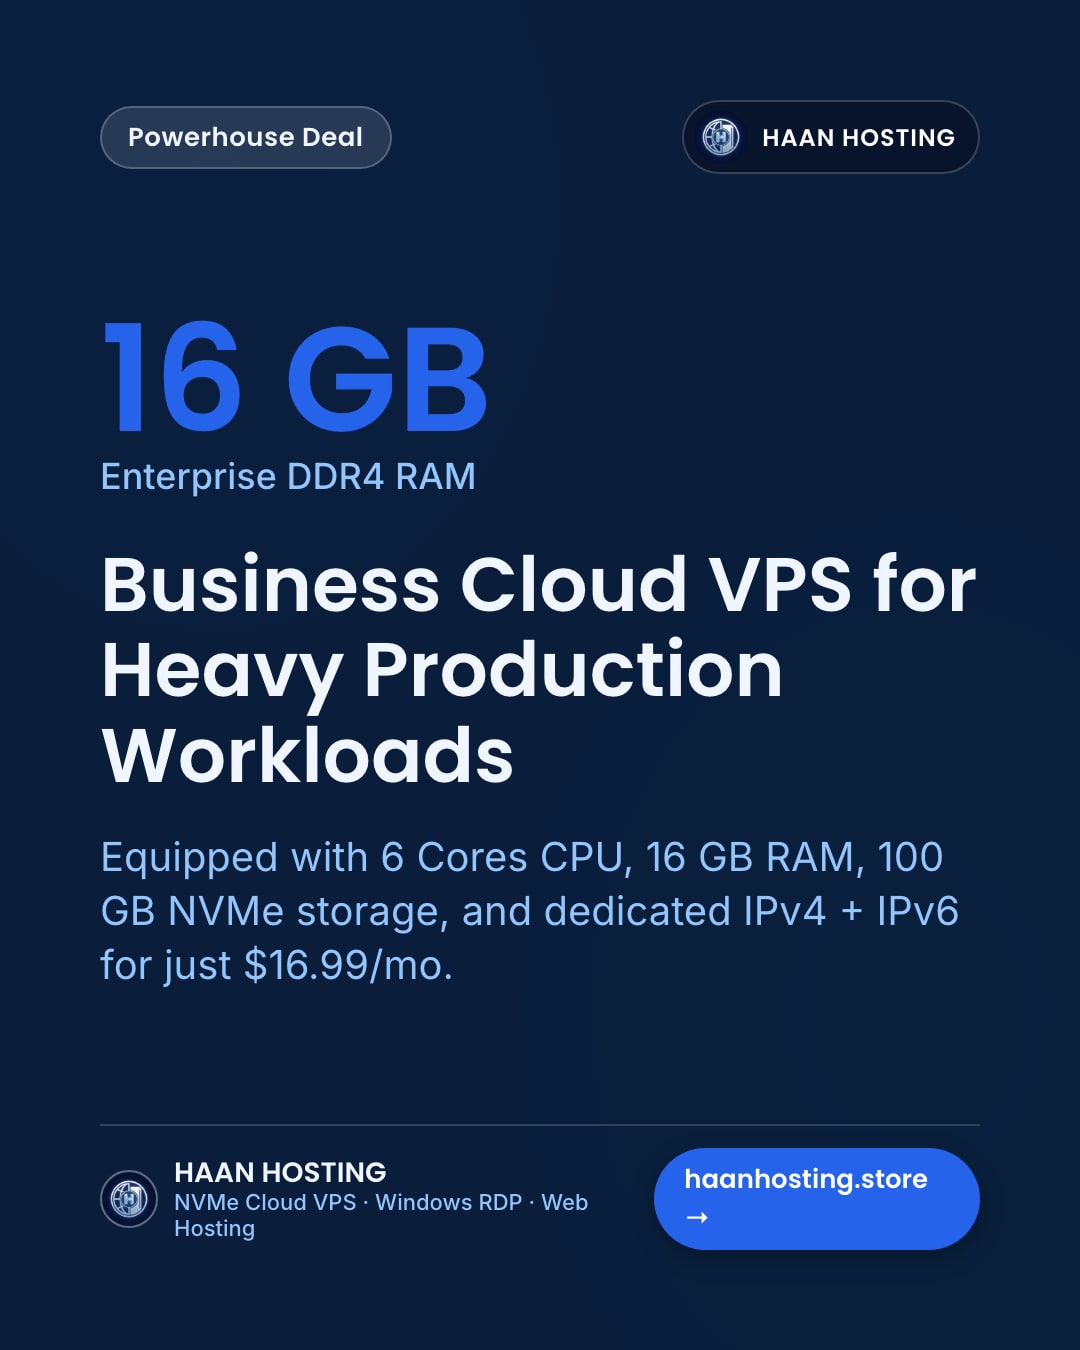 Powerhouse Deal
HAAN HOSTING
16 GB
Enterprise DDR4 RAM
Business Cloud VPS for
Heavy Production
Workloads
Equipped with 6 Cores CPU, 16 GB RAM, 100
GB NVMe storage, and dedicated IPv4 + IPv6
for just $16.99/mo.
HAAN HOSTING
NVMe Cloud VPS · Windows RDP · Web
Hosting
haanhosting.store
→